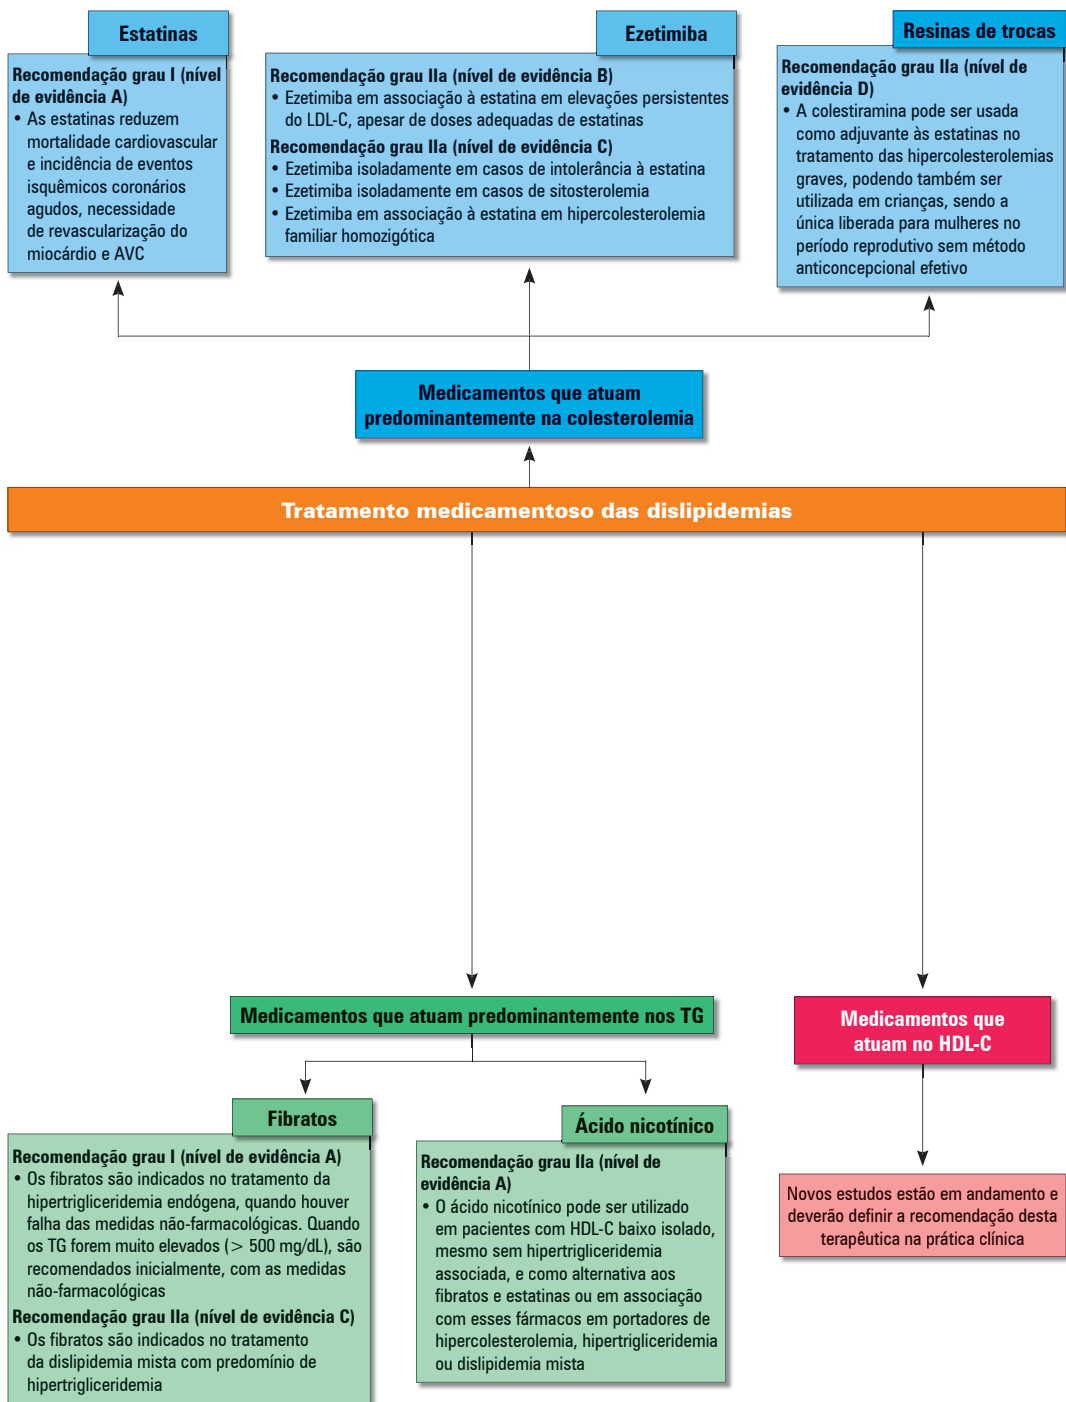 Estatinas
Recomendação grau I (nível
de evidência A)
• As estatinas reduzem
mortalidade cardiovascular
e incidência de eventos
isquêmicos coronários
agudos, necessidade
de revascularização do
miocárdio e AVC
Ezetimiba
Recomendação grau IIa (nível de evidência B)
• Ezetimiba em associação à estatina em elevações persistentes
do LDL-C, apesar de doses adequadas de estatinas
Recomendação grau IIa (nível de evidência C)
• Ezetimiba isoladamente em casos de intolerância à estatina
• Ezetimiba isoladamente em casos de sitosterolemia
• Ezetimiba em associação à estatina em hipercolesterolemia
familiar homozigótica
Resinas de trocas
Recomendação grau IIa (nível de
evidência D)
• A colestiramina pode ser usada
como adjuvante às estatinas no
tratamento das hipercolesterolemias
graves, podendo também ser
utilizada em crianças, sendo a
única liberada para mulheres no
período reprodutivo sem método
anticoncepcional efetivo
Medicamentos que atuam
predominantemente na colesterolemia
Tratamento medicamentoso das dislipidemias
Medicamentos que atuam predominantemente nos TG
Fibratos
Recomendação grau I (nível de evidência A)
• Os fibratos são indicados no tratamento da
hipertrigliceridemia endógena, quando houver
falha das medidas não-farmacológicas. Quando
os TG forem muito elevados (> 500 mg/dL), são
recomendados inicialmente, com as medidas
não-farmacológicas
Recomendação grau IIa (nível de evidência C)
• Os fibratos são indicados no tratamento
da dislipidemia mista com predomínio de
hipertrigliceridemia
Ácido nicotínico
Recomendação grau IIa (nível de
evidência A)
• O ácido nicotínico pode ser utilizado
em pacientes com HDL-C baixo isolado,
mesmo sem hipertrigliceridemia
associada, e como alternativa aos
fibratos e estatinas ou em associação
com esses fármacos em portadores de
hipercolesterolemia, hipertrigliceridemia
ou dislipidemia mista
Medicamentos que
atuam no HDL-C
Novos estudos estão em andamento e
deverão definir a recomendação desta
terapêutica na prática clínica